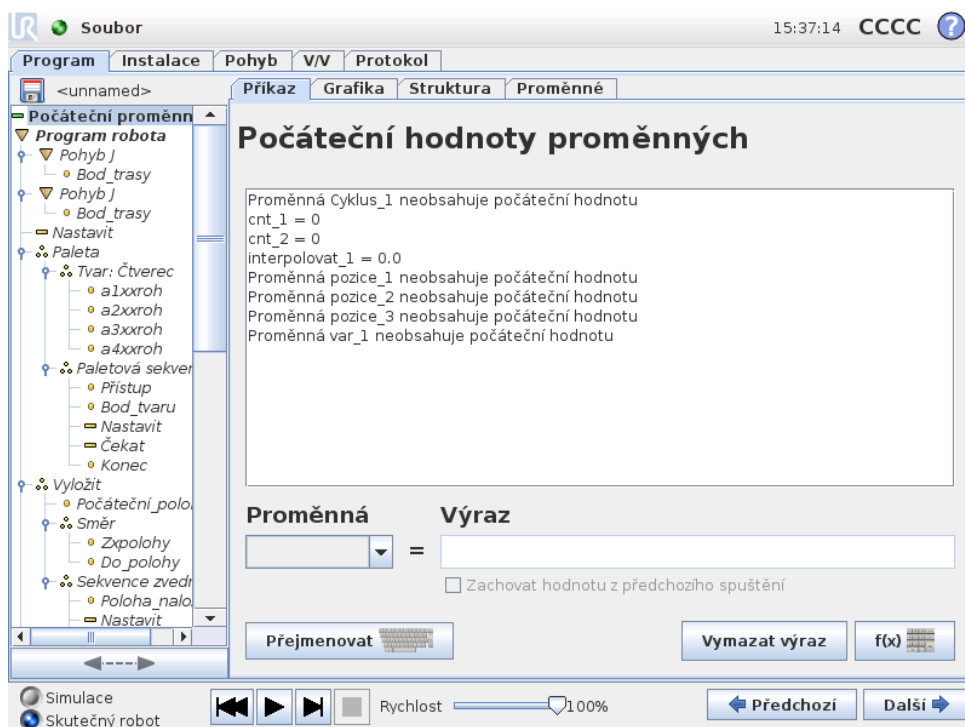 UR Soubor 15:37:14 CCCC ?
Program Instalace Pohyb V/V Protokol
<unnamed>
Příkaz Grafika Struktura Proměnné
Počáteční proměnn
Program robota
Pohyb J
Bod_trasy
Pohyb J
Bod_trasy
Nastavit
Paleta
Tvar: Čtverec
a1xxroh
a2xxroh
a3xxroh
a4xxroh
Paletová sekver
Přístup
Bod_tvaru
Nastavit
Čekat
Konec
Vyložit
Počáteční_polo
Směr
Zxpolohy
Do_polohy
Sekvence zvedr
Poloha_nalo
Nastavit
Počáteční hodnoty proměnných
Proměnná Cyklus_1 neobsahuje počáteční hodnotu
cnt_1 = 0
cnt_2 = 0
interpolovat_1 = 0.0
Proměnná pozice_1 neobsahuje počáteční hodnotu
Proměnná pozice_2 neobsahuje počáteční hodnotu
Proměnná pozice_3 neobsahuje počáteční hodnotu
Proměnná var_1 neobsahuje počáteční hodnotu
Proměnná Výraz
=
Zachovat hodnotu z předchozího spuštění
Přejmenovat Vymazat výraz f(x)
Simulace
Skutečný robot
Rychlost 100%
Předchozí Další